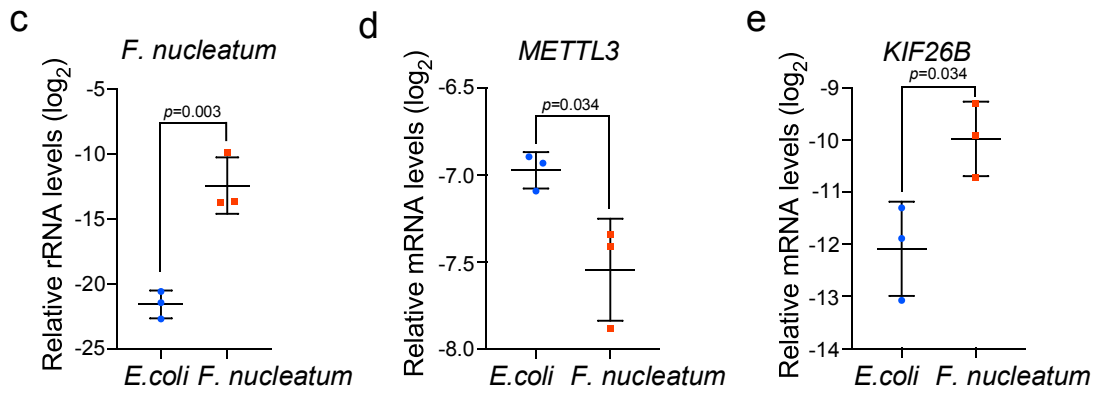 c
F. nucleatum
Relative rRNA levels (log2)
p=0.003
-5
-10
-15
-20
-25
E.coli F. nucleatum
d
METTL3
Relative mRNA levels (log2)
p=0.034
-6.5
-7.0
-7.5
-8.0
E.coli F. nucleatum
e
KIF26B
Relative mRNA levels (log2)
p=0.034
-9
-10
-11
-12
-13
-14
E.coli F. nucleatum